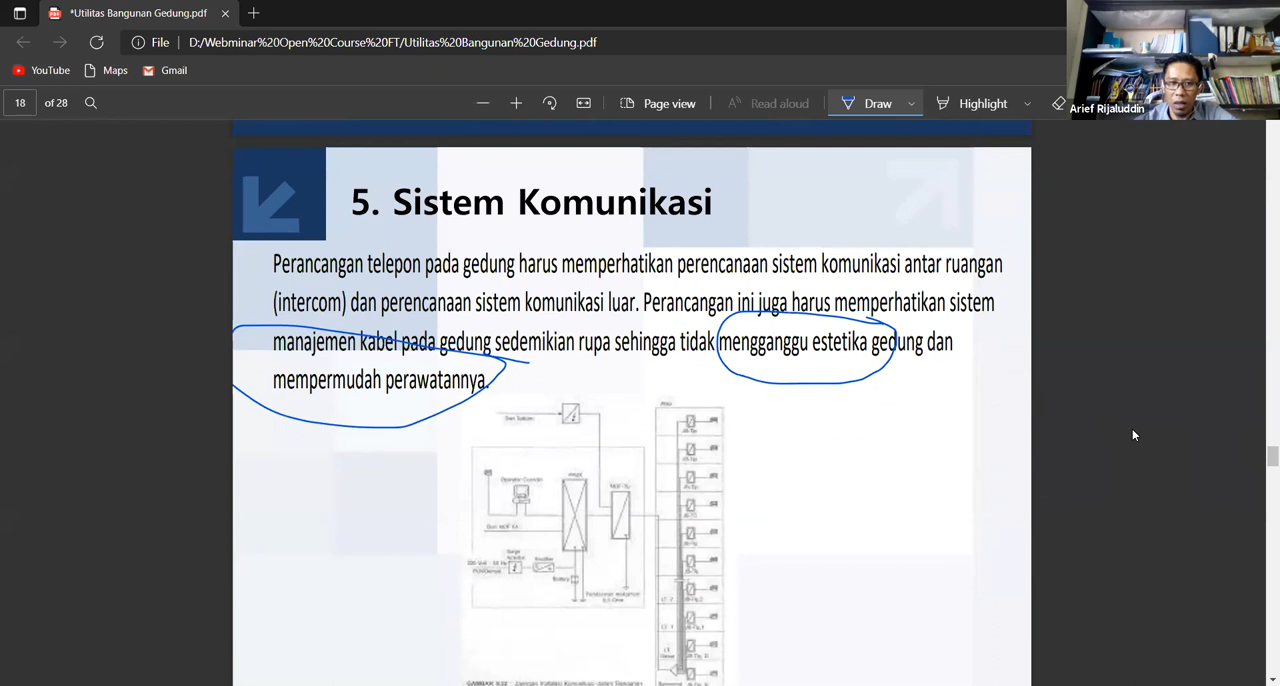 *Utilitas Bangunan Gedung.pdf
File
D:/Webminar%20Open%20Course%20FT/Utilitas%20Bangunan%20Gedung.pdf
YouTube
Maps
Gmail
18
of 28
Page view
Read aloud
Draw
Highlight
Arief Rijaluddin
5. Sistem Komunikasi
Perancangan telepon pada gedung harus memperhatikan perencanaan sistem komunikasi antar ruangan
(intercom) dan perencanaan sistem komunikasi luar. Perancangan ini juga harus memperhatikan sistem
manajemen kabel pada gedung sedemikian rupa sehingga tidak mengganggu estetika gedung dan
mempermudah perawatannya.
Operator Console
Battery